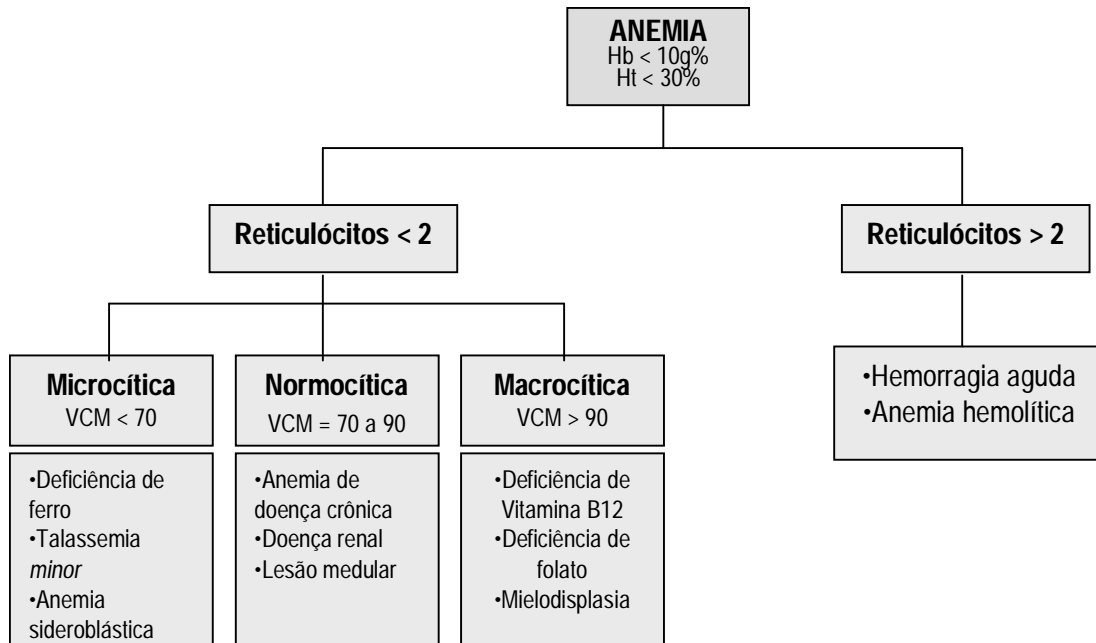 ANEMIA
Hb < 10g%
Ht < 30%
Reticulócitos < 2
Reticulócitos > 2
Microcítica
VCM < 70
Normocítica
VCM = 70 a 90
Macrocítica
VCM > 90
•Hemorragia aguda
•Anemia hemolítica
•Deficiência de
ferro
•Talassemia
minor
•Anemia
sideroblástica
•Anemia de
doença crônica
•Doença renal
•Lesão medular
•Deficiência de
Vitamina B12
•Deficiência de
folato
•Mielodisplasia